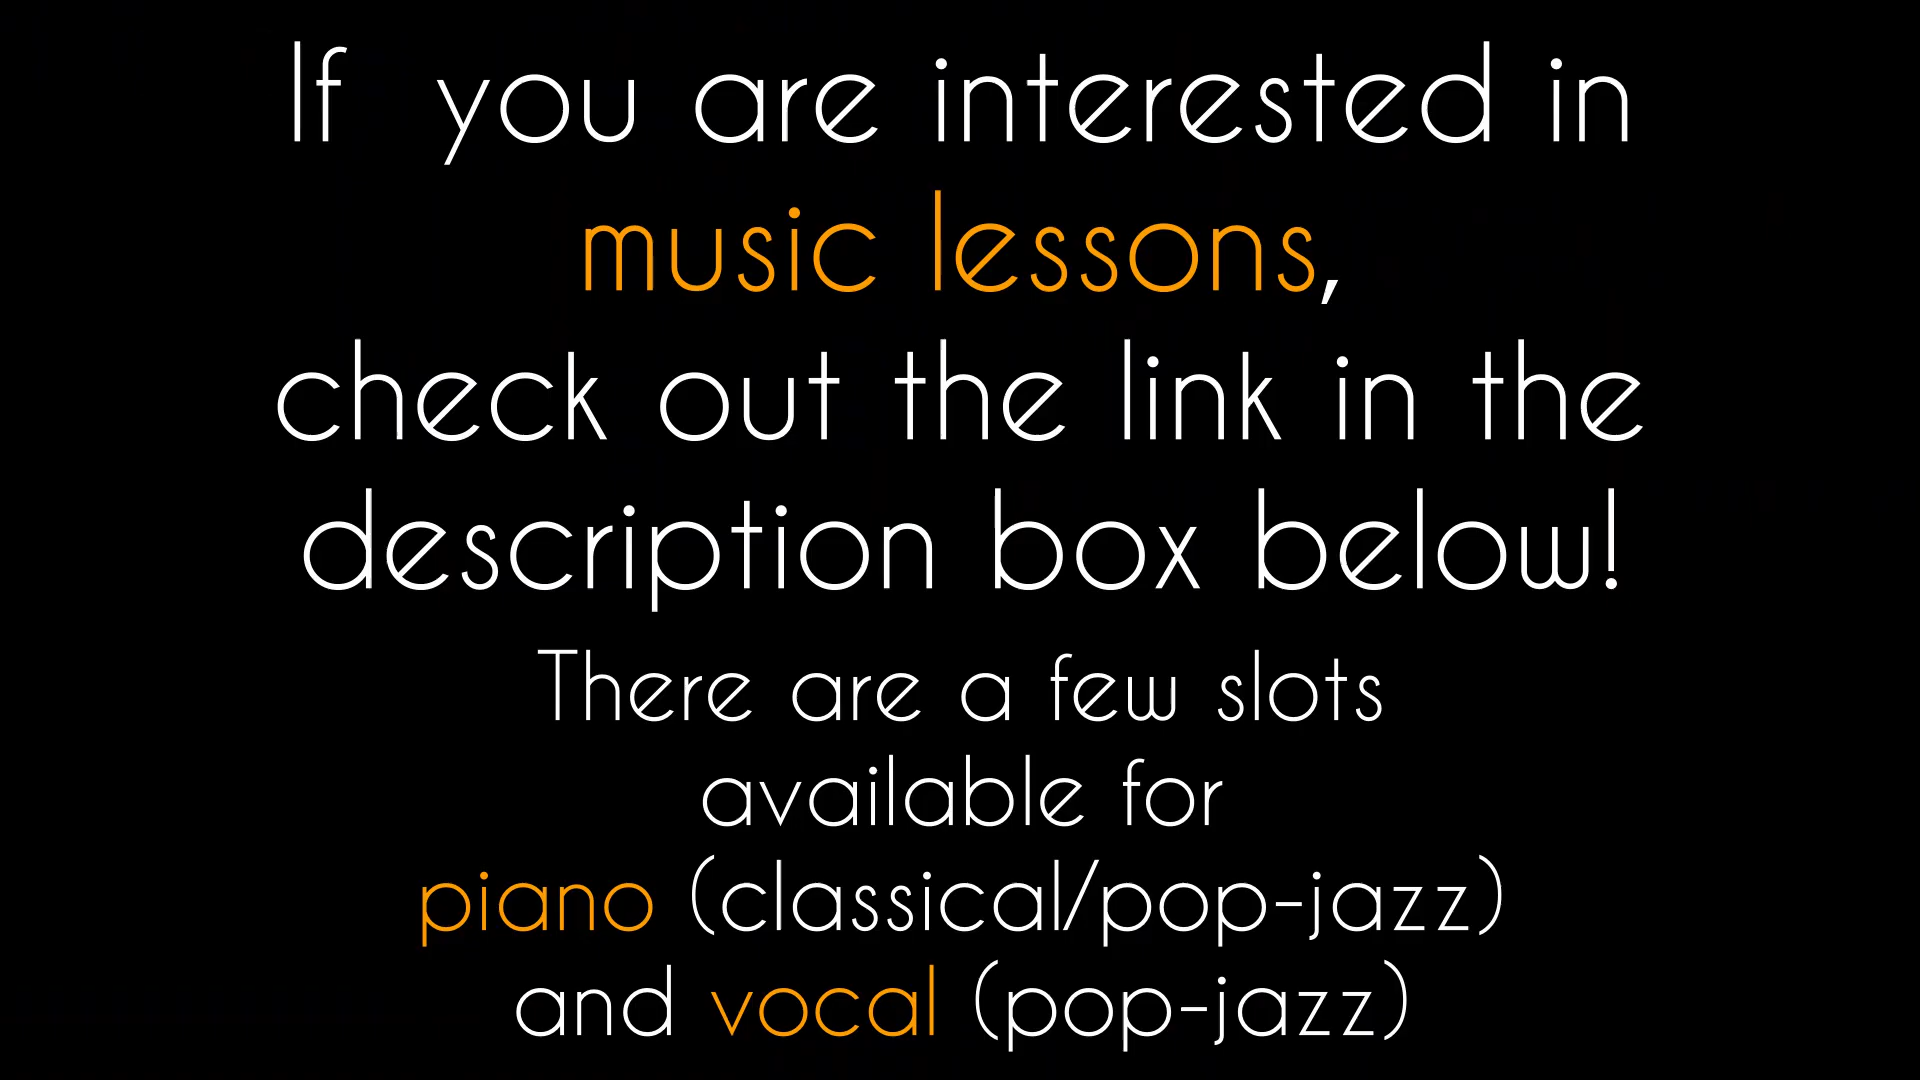 If you are interested in
music lessons,
check out the link in the
description box below!
There are a few slots
available for
piano (classical/pop-jazz)
and vocal (pop-jazz)